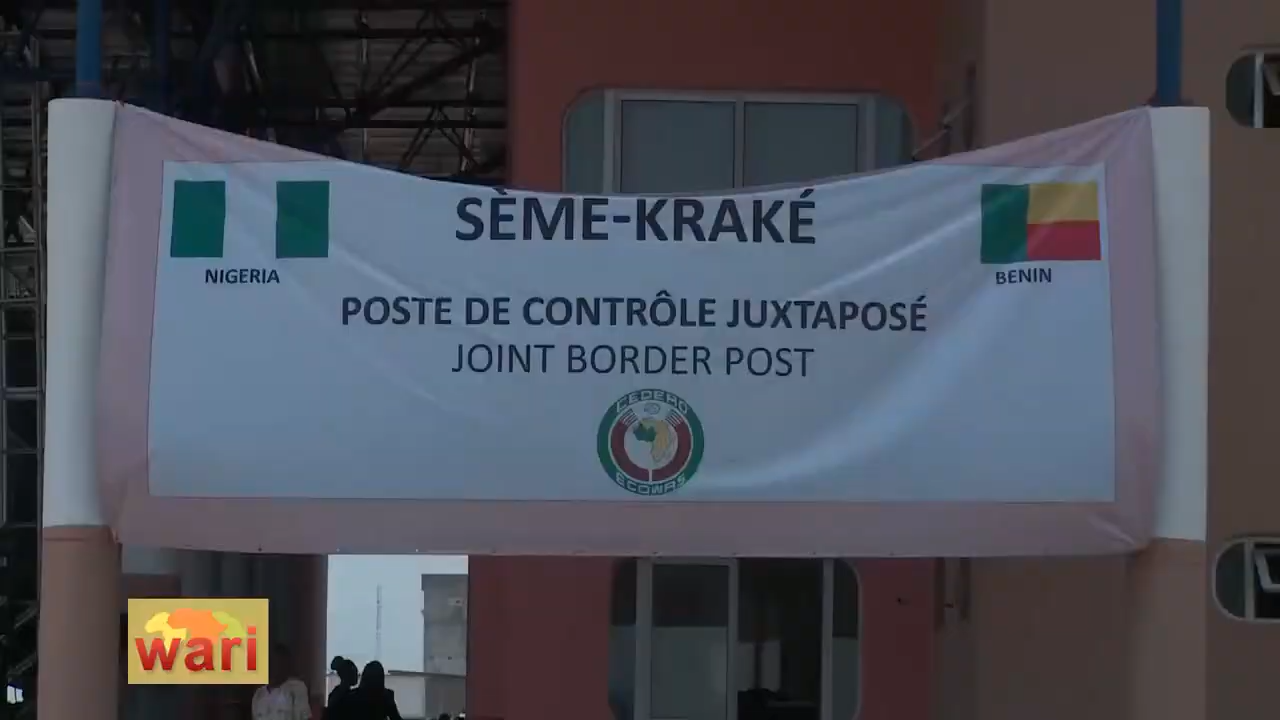 SÈME-KRAKÉ
NIGERIA
BENIN
POSTE DE CONTRÔLE JUXTAPOSÉ
JOINT BORDER POST
CEDEAO
ECOWAS
wari